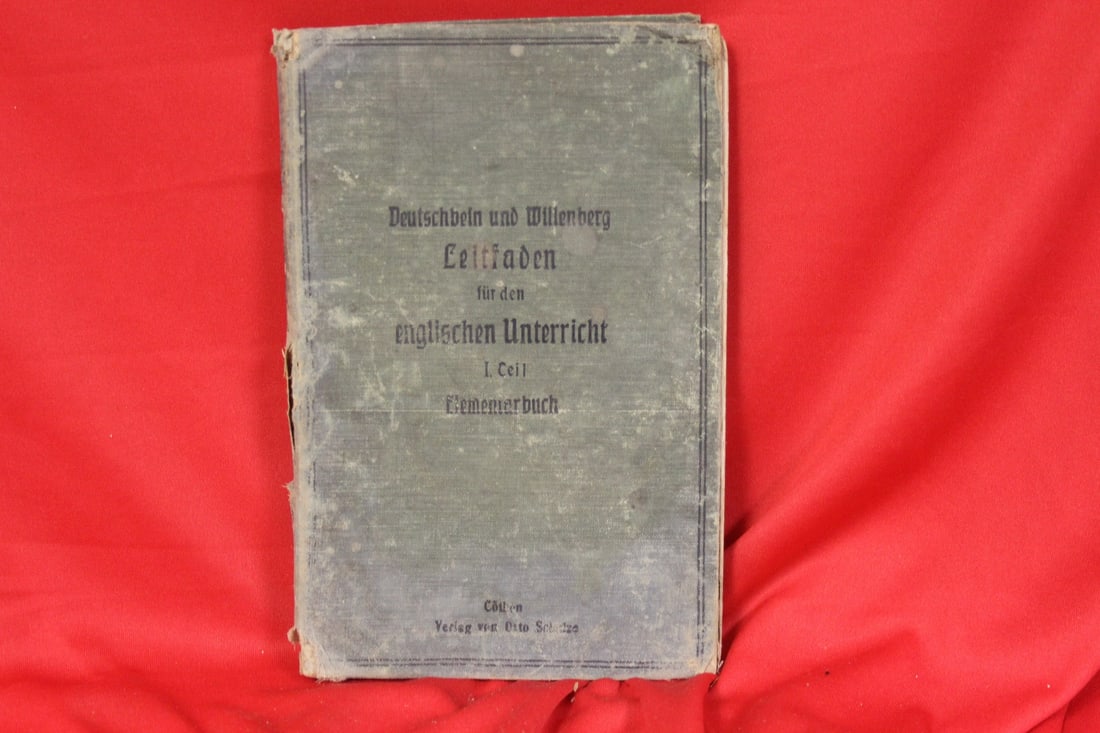 Deutschbein und Willenberg
Leitfaden
für den
englischen Unterricht
I. Teil
Elementarbuch
Cöthen
Verlag von Otto Schulze